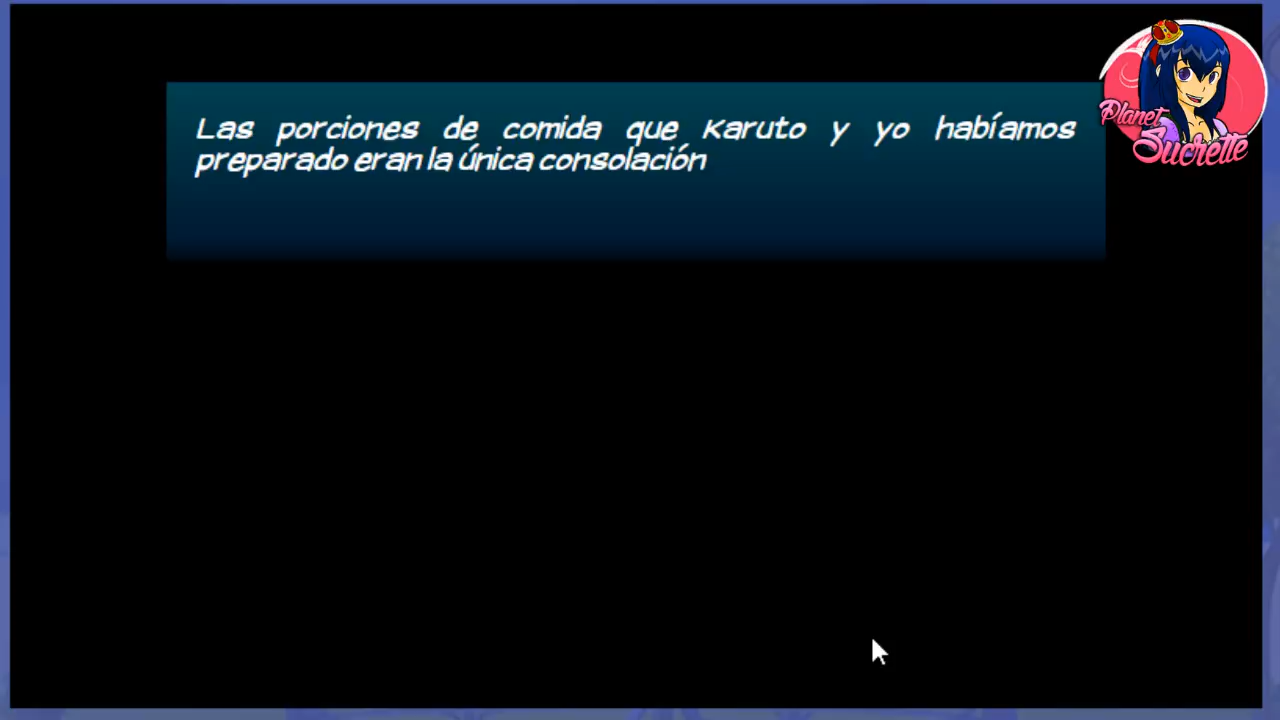 Las porciones de comida que Karuto y yo habíamos
preparado eran la única consolación
Planet
Sucrette